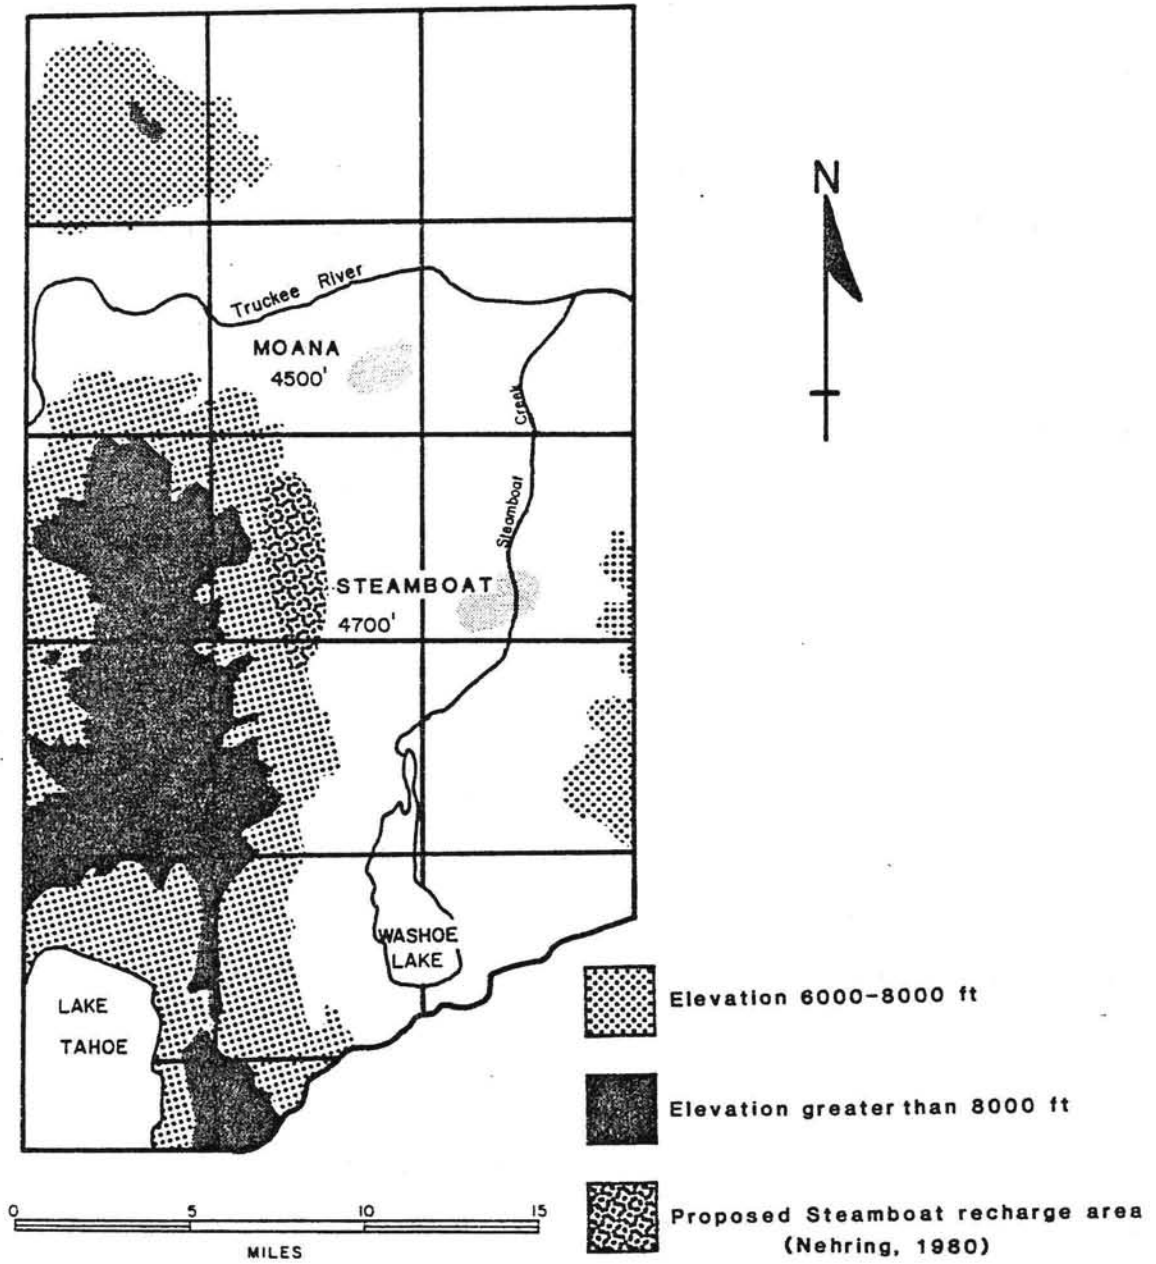 N
Truckee River
MOANA
4500'
Creek
Steamboat
STEAMBOAT
4700'
WASHOE
LAKE
LAKE
TAHOE
Elevation 6000-8000 ft
Elevation greater than 8000 ft
Proposed Steamboat recharge area
(Nehring, 1980)
0 5 10 15
MILES